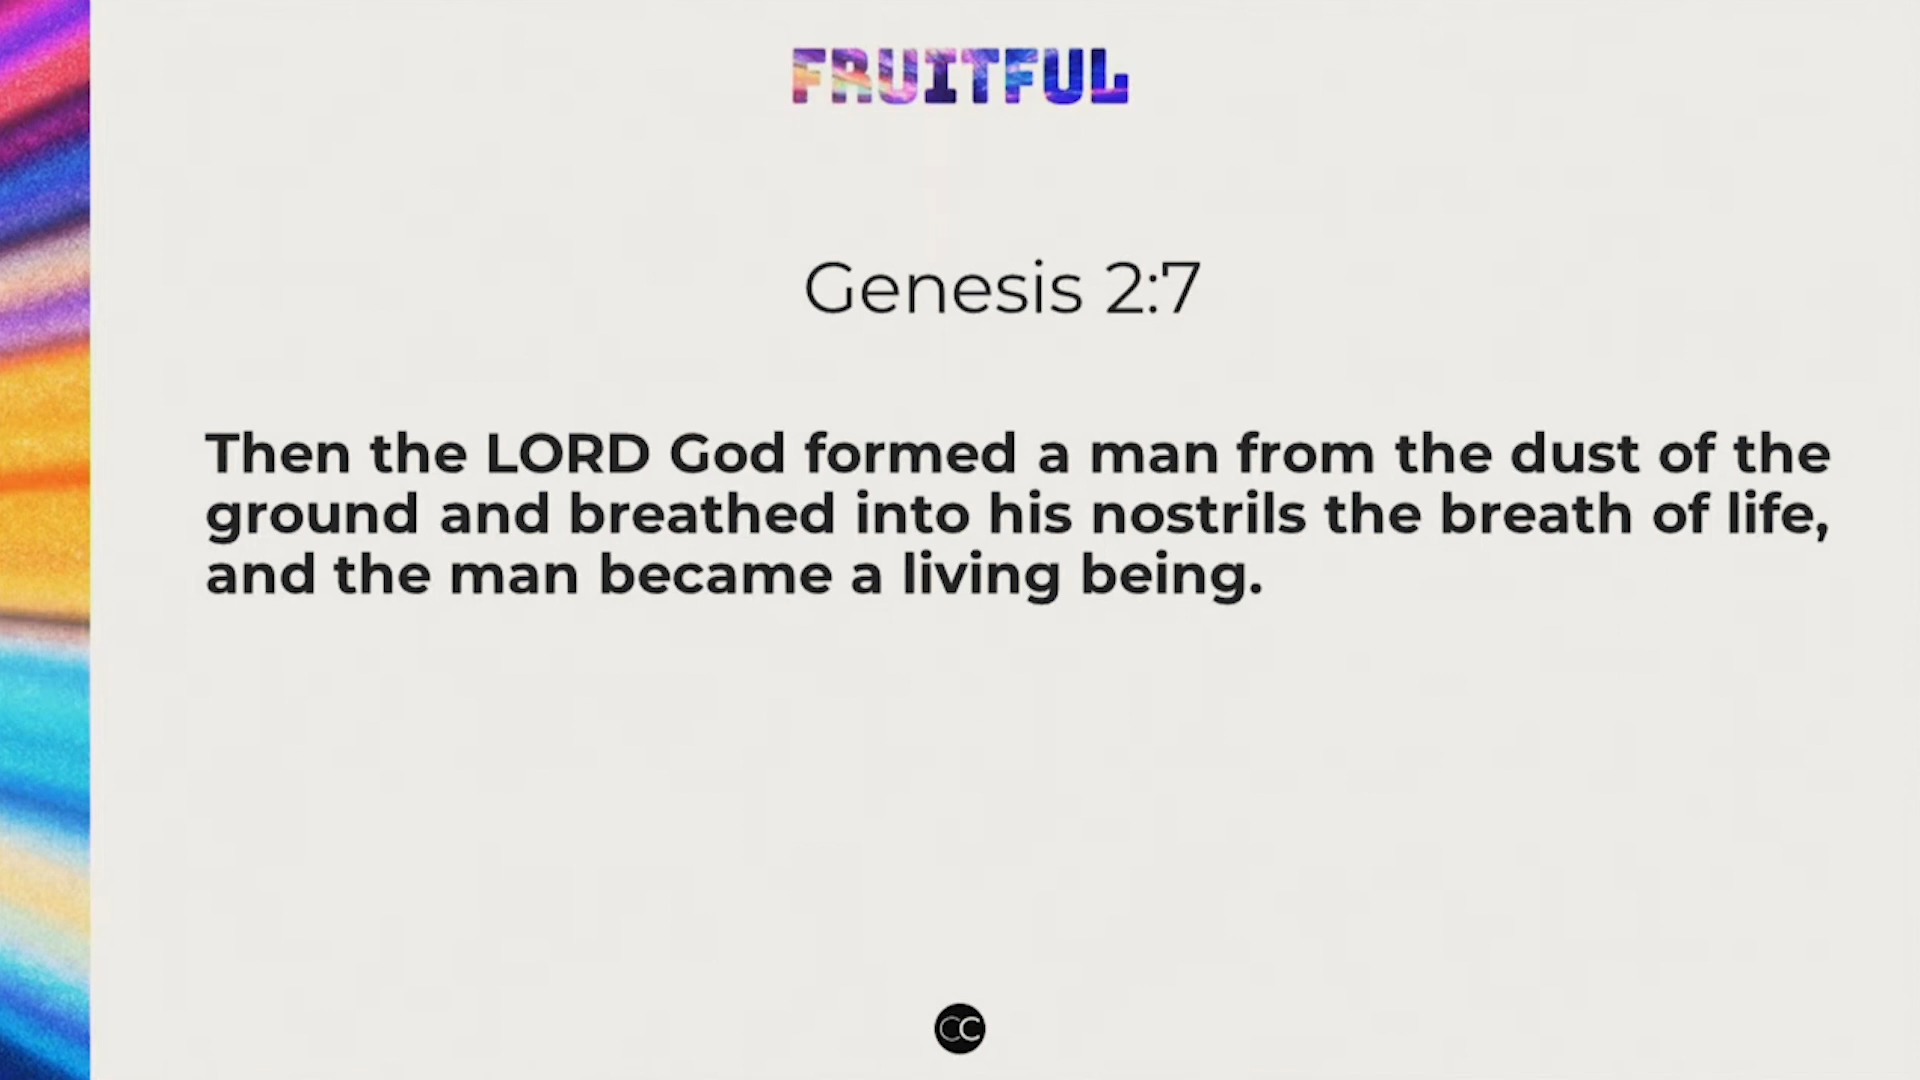 FRUITFUL
Genesis 2:7
Then the LORD God formed a man from the dust of the
ground and breathed into his nostrils the breath of life,
and the man became a living being.
CC